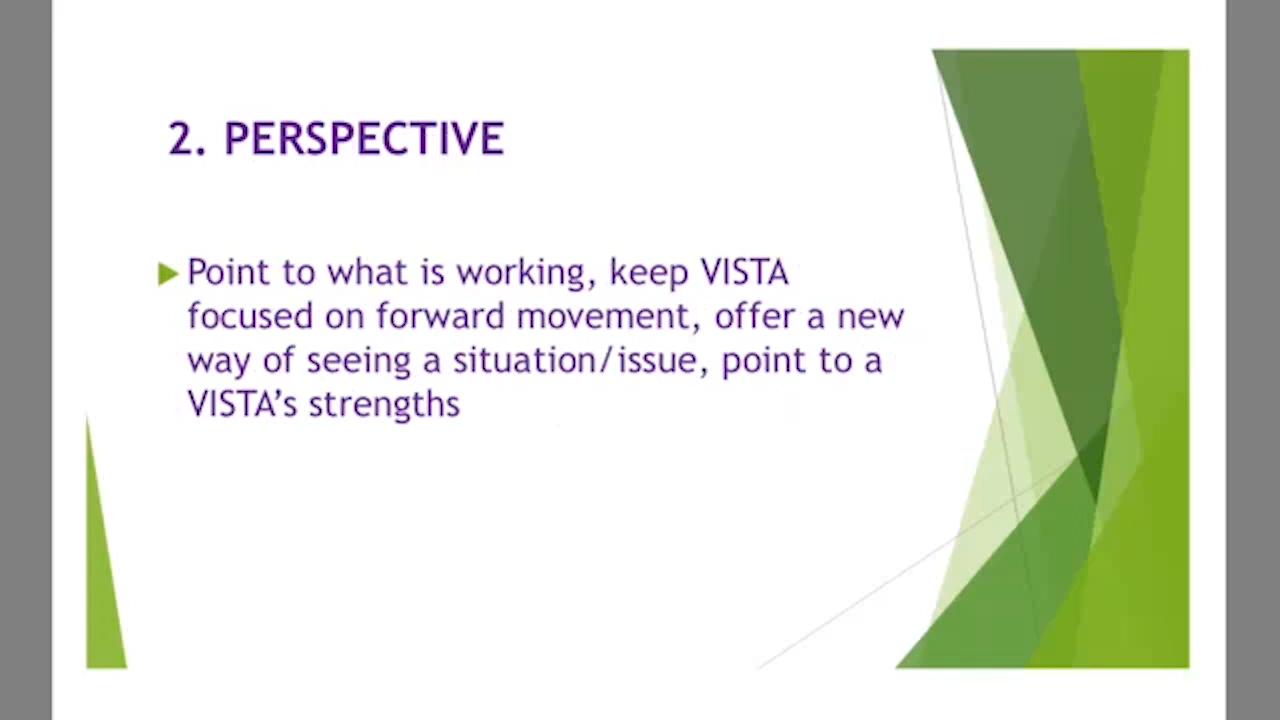 2. PERSPECTIVE
Point to what is working, keep VISTA
focused on forward movement, offer a new
way of seeing a situation/issue, point to a
VISTA’s strengths